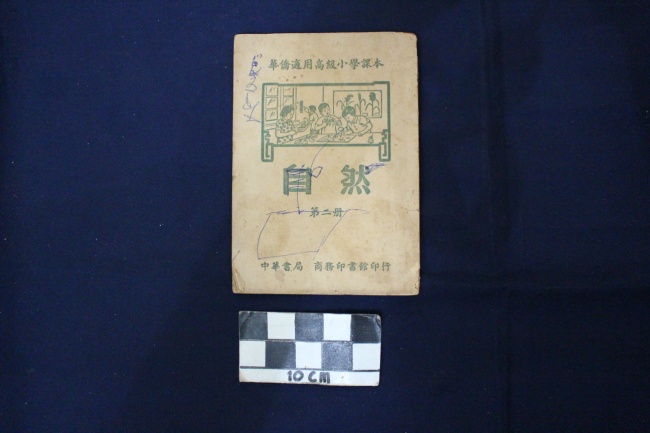 華僑適用高級小學課本
自然
第二册
中華書局 商務印書館印行
10 CM